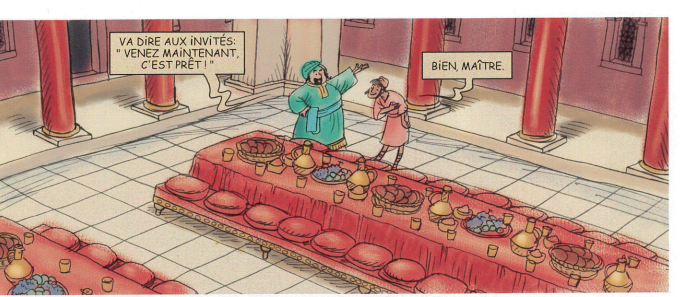 VA DIRE AUX INVITÉS:
" VENEZ MAINTENANT,
C'EST PRÊT ! "
BIEN, MAÎTRE.